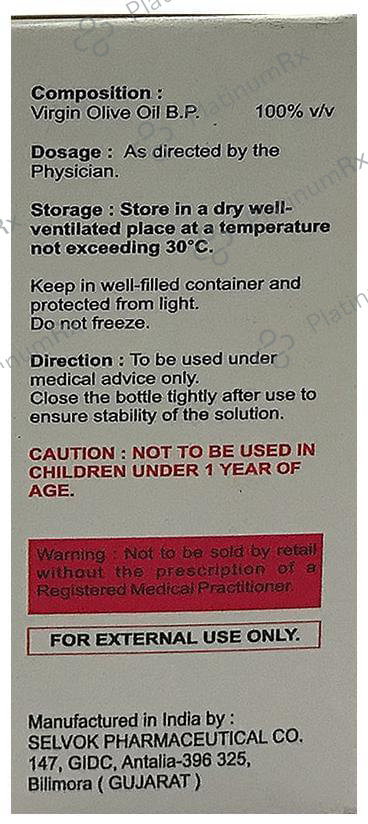 Composition :
Virgin Olive Oil B.P. 100% v/v
Dosage : As directed by the
Physician.
Storage : Store in a dry well-
ventilated place at a temperature
not exceeding 30°C.
Keep in well-filled container and
protected from light.
Do not freeze.
Direction : To be used under
medical advice only.
Close the bottle tightly after use to
ensure stability of the solution.
CAUTION : NOT TO BE USED IN
CHILDREN UNDER 1 YEAR OF
AGE.
Warning : Not to be sold by retail
without the prescription of a
Registered Medical Practitioner.
FOR EXTERNAL USE ONLY.
Manufactured in India by :
SELVOK PHARMACEUTICAL CO.
147, GIDC, Antalia-396 325,
Bilimora ( GUJARAT )
PlatinumRx